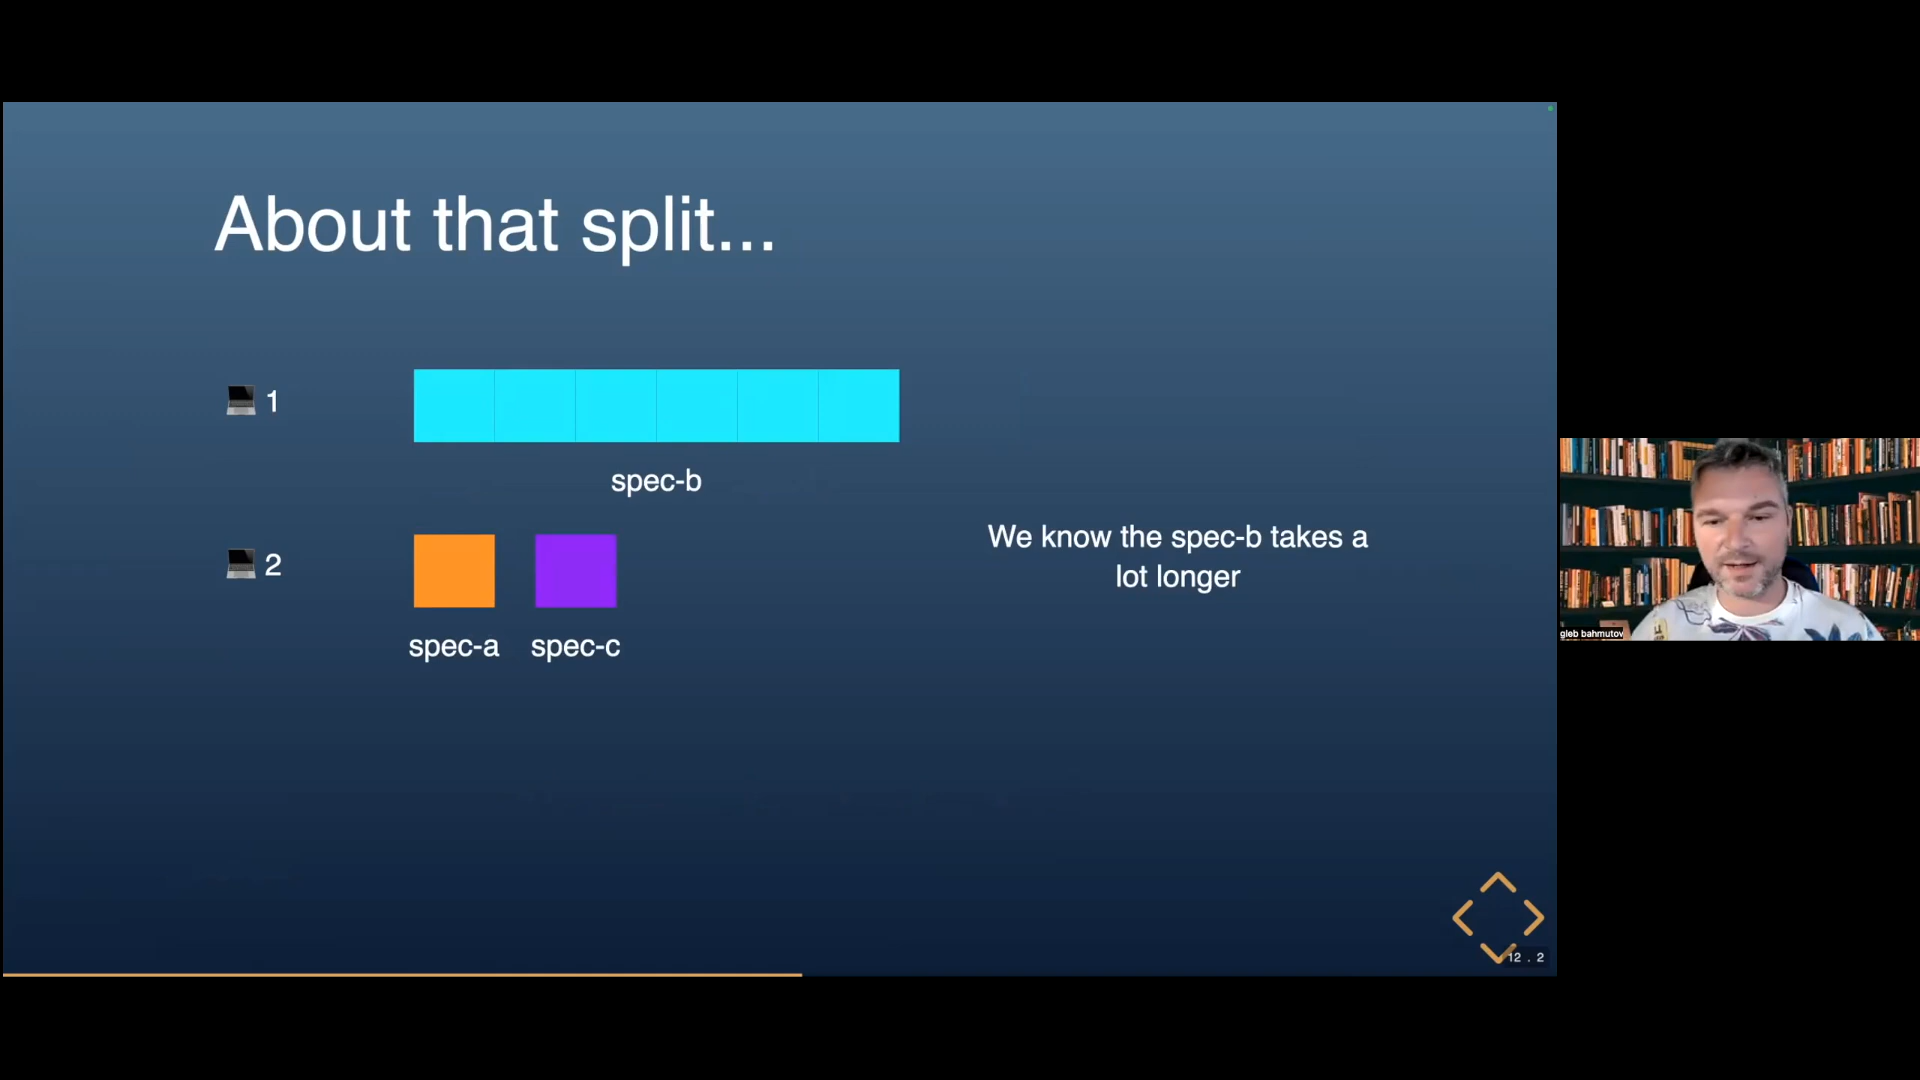 About that split...
1
spec-b
2
spec-a
spec-c
We know the spec-b takes a
lot longer
12 . 2
gleb bahmutov